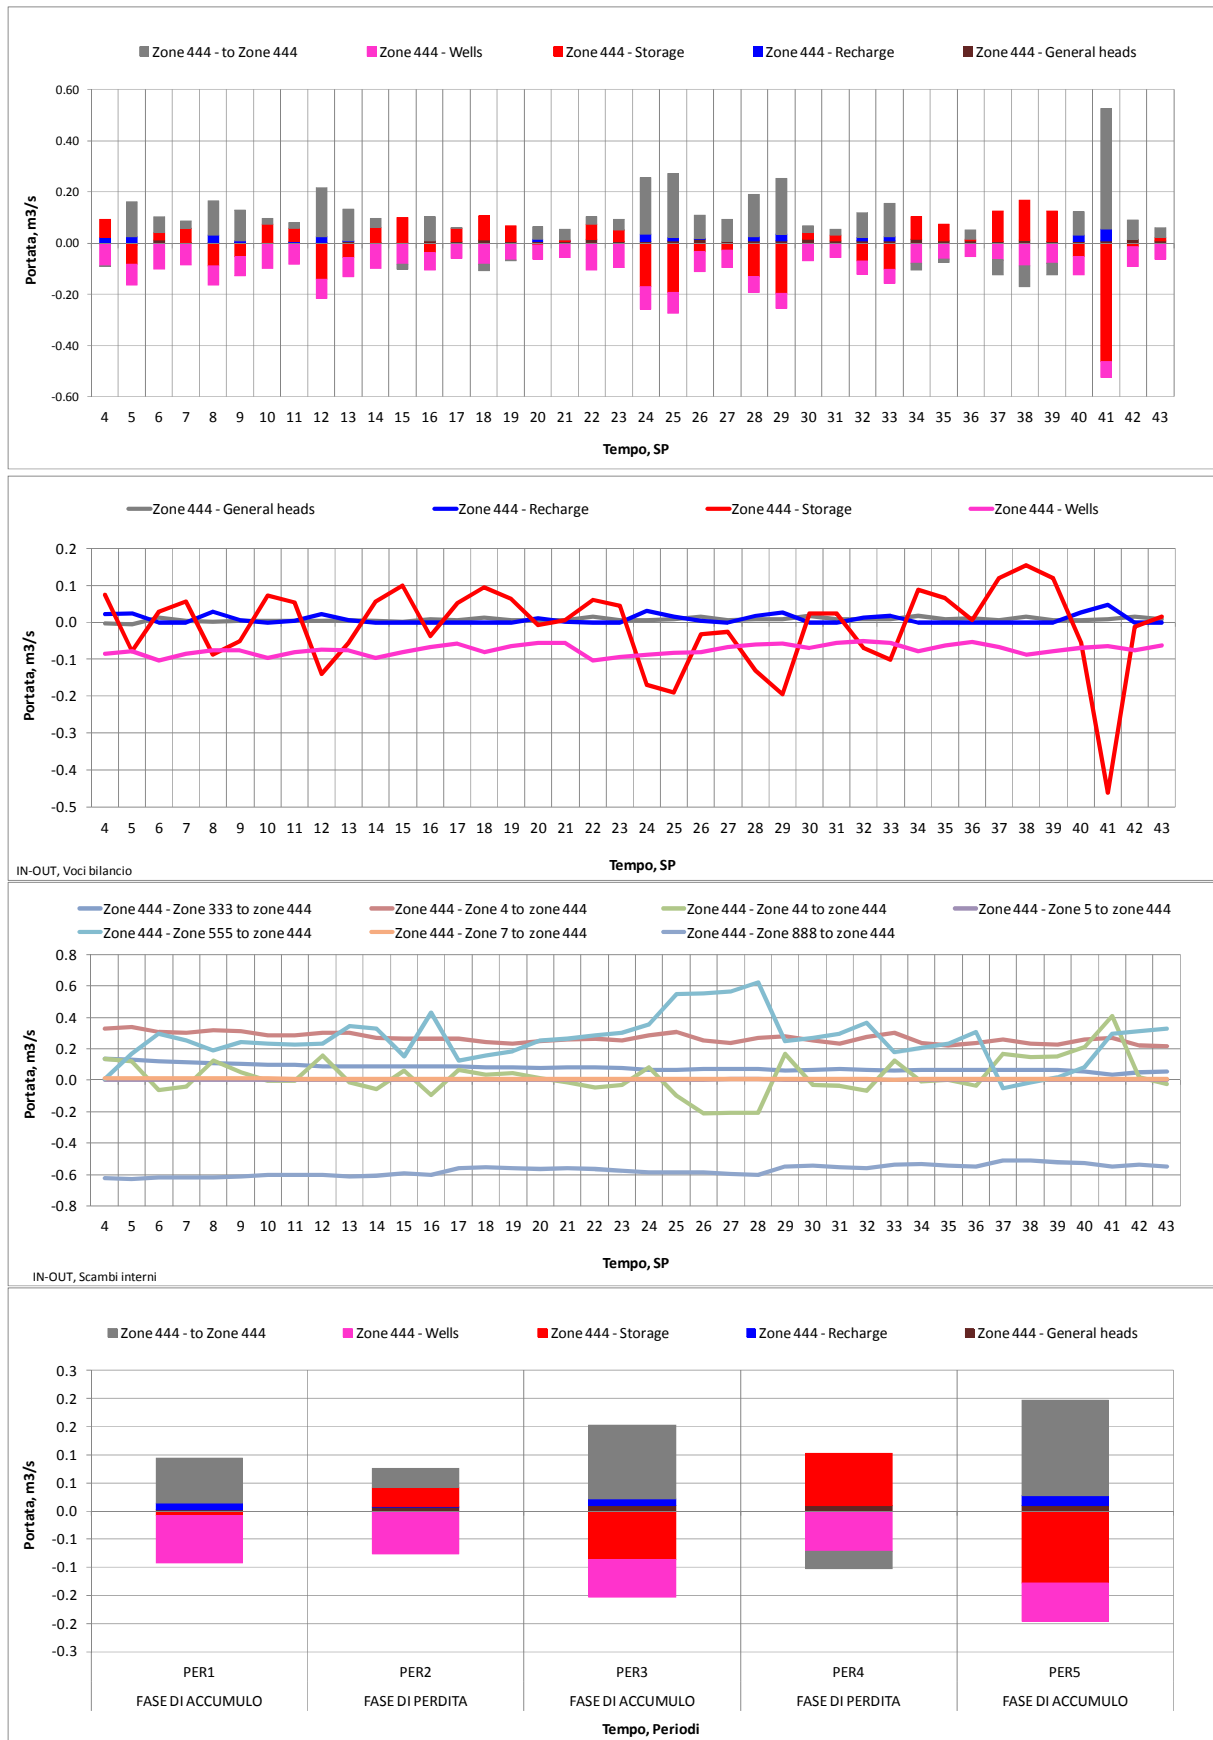 Zone 444 - to Zone 444 Zone 444 - Wells Zone 444 - Storage Zone 444 - Recharge Zone 444 - General heads
0.60
0.40
0.20
0.00
-0.20
-0.40
-0.60
Portata, m3/s
4 5 6 7 8 9 10 11 12 13 14 15 16 17 18 19 20 21 22 23 24 25 26 27 28 29 30 31 32 33 34 35 36 37 38 39 40 41 42 43
Tempo, SP
Zone 444 - General heads Zone 444 - Recharge Zone 444 - Storage Zone 444 - Wells
0.2
0.1
0.0
-0.1
-0.2
-0.3
-0.4
-0.5
Portata, m3/s
4 5 6 7 8 9 10 11 12 13 14 15 16 17 18 19 20 21 22 23 24 25 26 27 28 29 30 31 32 33 34 35 36 37 38 39 40 41 42 43
Tempo, SP
IN-OUT, Voci bilancio
Zone 444 - Zone 333 to zone 444 Zone 444 - Zone 4 to zone 444 Zone 444 - Zone 44 to zone 444 Zone 444 - Zone 5 to zone 444
Zone 444 - Zone 555 to zone 444 Zone 444 - Zone 7 to zone 444 Zone 444 - Zone 888 to zone 444
0.8
0.6
0.4
0.2
0.0
-0.2
-0.4
-0.6
-0.8
Portata, m3/s
4 5 6 7 8 9 10 11 12 13 14 15 16 17 18 19 20 21 22 23 24 25 26 27 28 29 30 31 32 33 34 35 36 37 38 39 40 41 42 43
Tempo, SP
IN-OUT, Scambi interni
Zone 444 - to Zone 444 Zone 444 - Wells Zone 444 - Storage Zone 444 - Recharge Zone 444 - General heads
0.3
0.2
0.2
0.1
0.1
0.0
-0.1
-0.1
-0.2
-0.2
-0.3
Portata, m3/s
PER1 PER2 PER3 PER4 PER5
FASE DI ACCUMULO FASE DI PERDITA FASE DI ACCUMULO FASE DI PERDITA FASE DI ACCUMULO
Tempo, Periodi